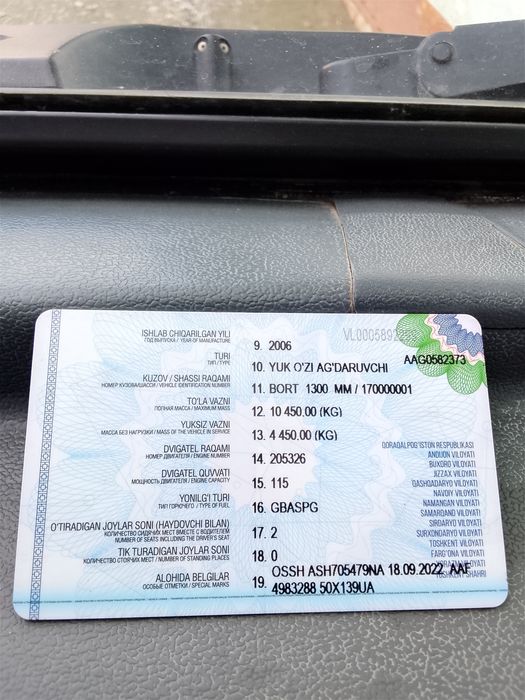 ISHLAB CHIQARILGAN YILI
ГОД ВЫПУСКА / YEAR OF MANUFACTURE
9. 2006
AAG0582373
TURI
ТИП / TYPE
10. YUK O'ZI AG'DARUVCHI
KUZOV / SHASSI RAQAMI
НОМЕР КУЗОВА/ШАССИ / VEHICLE IDENTIFICATION NUMBER
11. BORT 1300 MM / 170000001
TO'LA VAZNI
ПОЛНАЯ МАССА / MAXIMUM MASS
12. 10 450.00 (KG)
YUKSIZ VAZNI
МАССА БЕЗ НАГРУЗКИ / MASS OF THE VEHICLE IN SERVICE
13. 4 450.00 (KG)
DVIGATEL RAQAMI
НОМЕР ДВИГАТЕЛЯ / ENGINE NUMBER
14. 205326
DVIGATEL QUVVATI
МОЩНОСТЬ ДВИГАТЕЛЯ / ENGINE CAPACITY
15. 115
YONILG'I TURI
ТИП ГОРЮЧЕГО / TYPE OF FUEL
16. GBASPG
O'TIRADIGAN JOYLAR SONI (HAYDOVCHI BILAN)
КОЛИЧЕСТВО СИДЯЧИХ МЕСТ ВМЕСТЕ С ВОДИТЕЛЕМ
NUMBER OF SEATS INCLUDING THE DRIVER'S SEAT
17. 2
TIK TURADIGAN JOYLAR SONI
КОЛИЧЕСТВО СТОЯЧИХ МЕСТ / NUMBER OF STANDING PLACES
18. 0
ALOHIDA BELGILAR
ОСОБЫЕ ОТМЕТКИ / SPECIAL MARKS
19. OSSH ASH705479NA 18.09.2022 AAF
4983288 50X139UA
QORAQALPOG'ISTON RESPUBLIKASI
ANDIJON VILOYATI
BUXORO VILOYATI
JIZZAX VILOYATI
QASHQADARYO VILOYATI
NAVOIY VILOYATI
NAMANGAN VILOYATI
SAMARQAND VILOYATI
SIRDARYO VILOYATI
SURXONDARYO VILOYATI
TOSHKENT VILOYATI
FARG'ONA VILOYATI
XORAZM VILOYATI
TOSHKENT SHAHRI